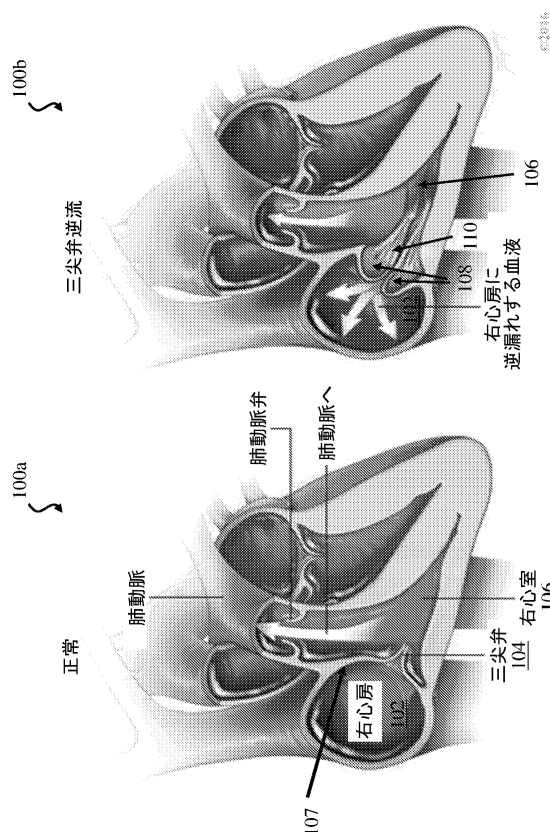 100a
正常
肺動脈
肺動脈弁
肺動脈へ
107
右心房
102
三尖弁
104
右心室
106
100b
三尖弁逆流
102
108
110
106
右心房に
逆漏れする血液
©2016